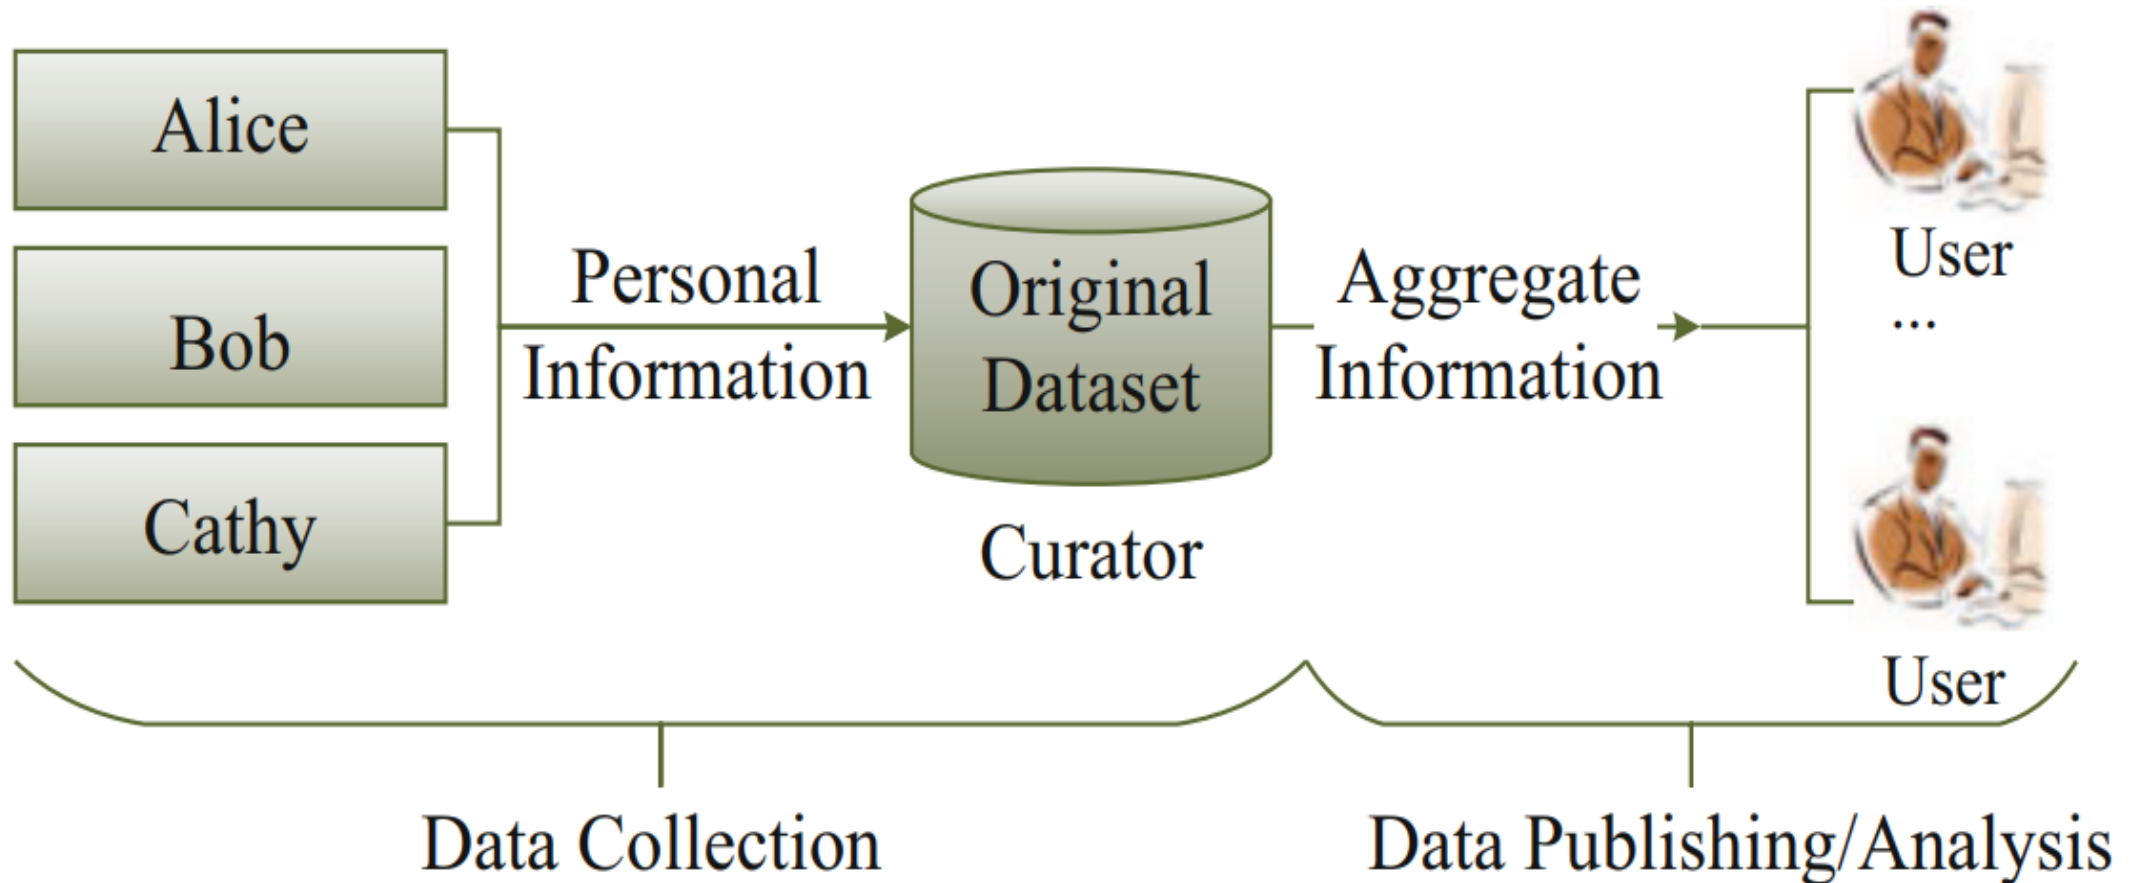 Alice
Bob
Cathy
Personal
Information
Original
Dataset
Curator
Aggregate
Information
User
...
User
Data Collection
Data Publishing/Analysis